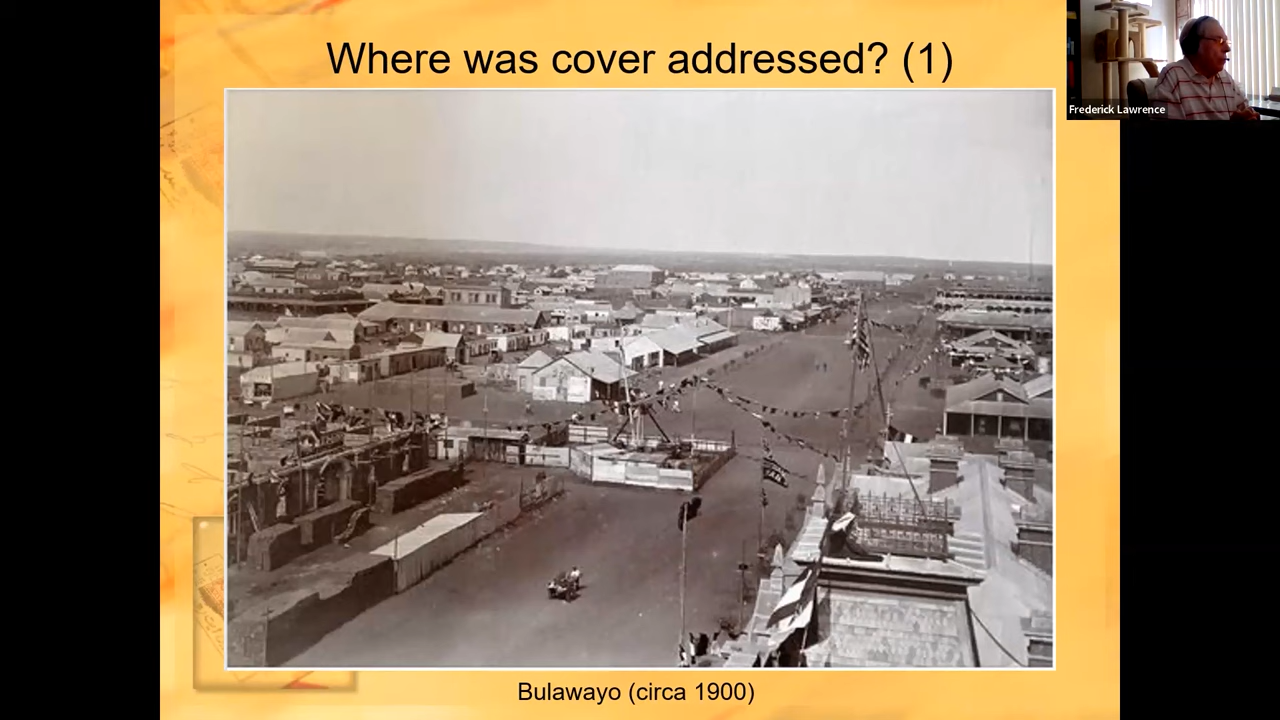 Where was cover addressed? (1)
Frederick Lawrence
Bulawayo (circa 1900)